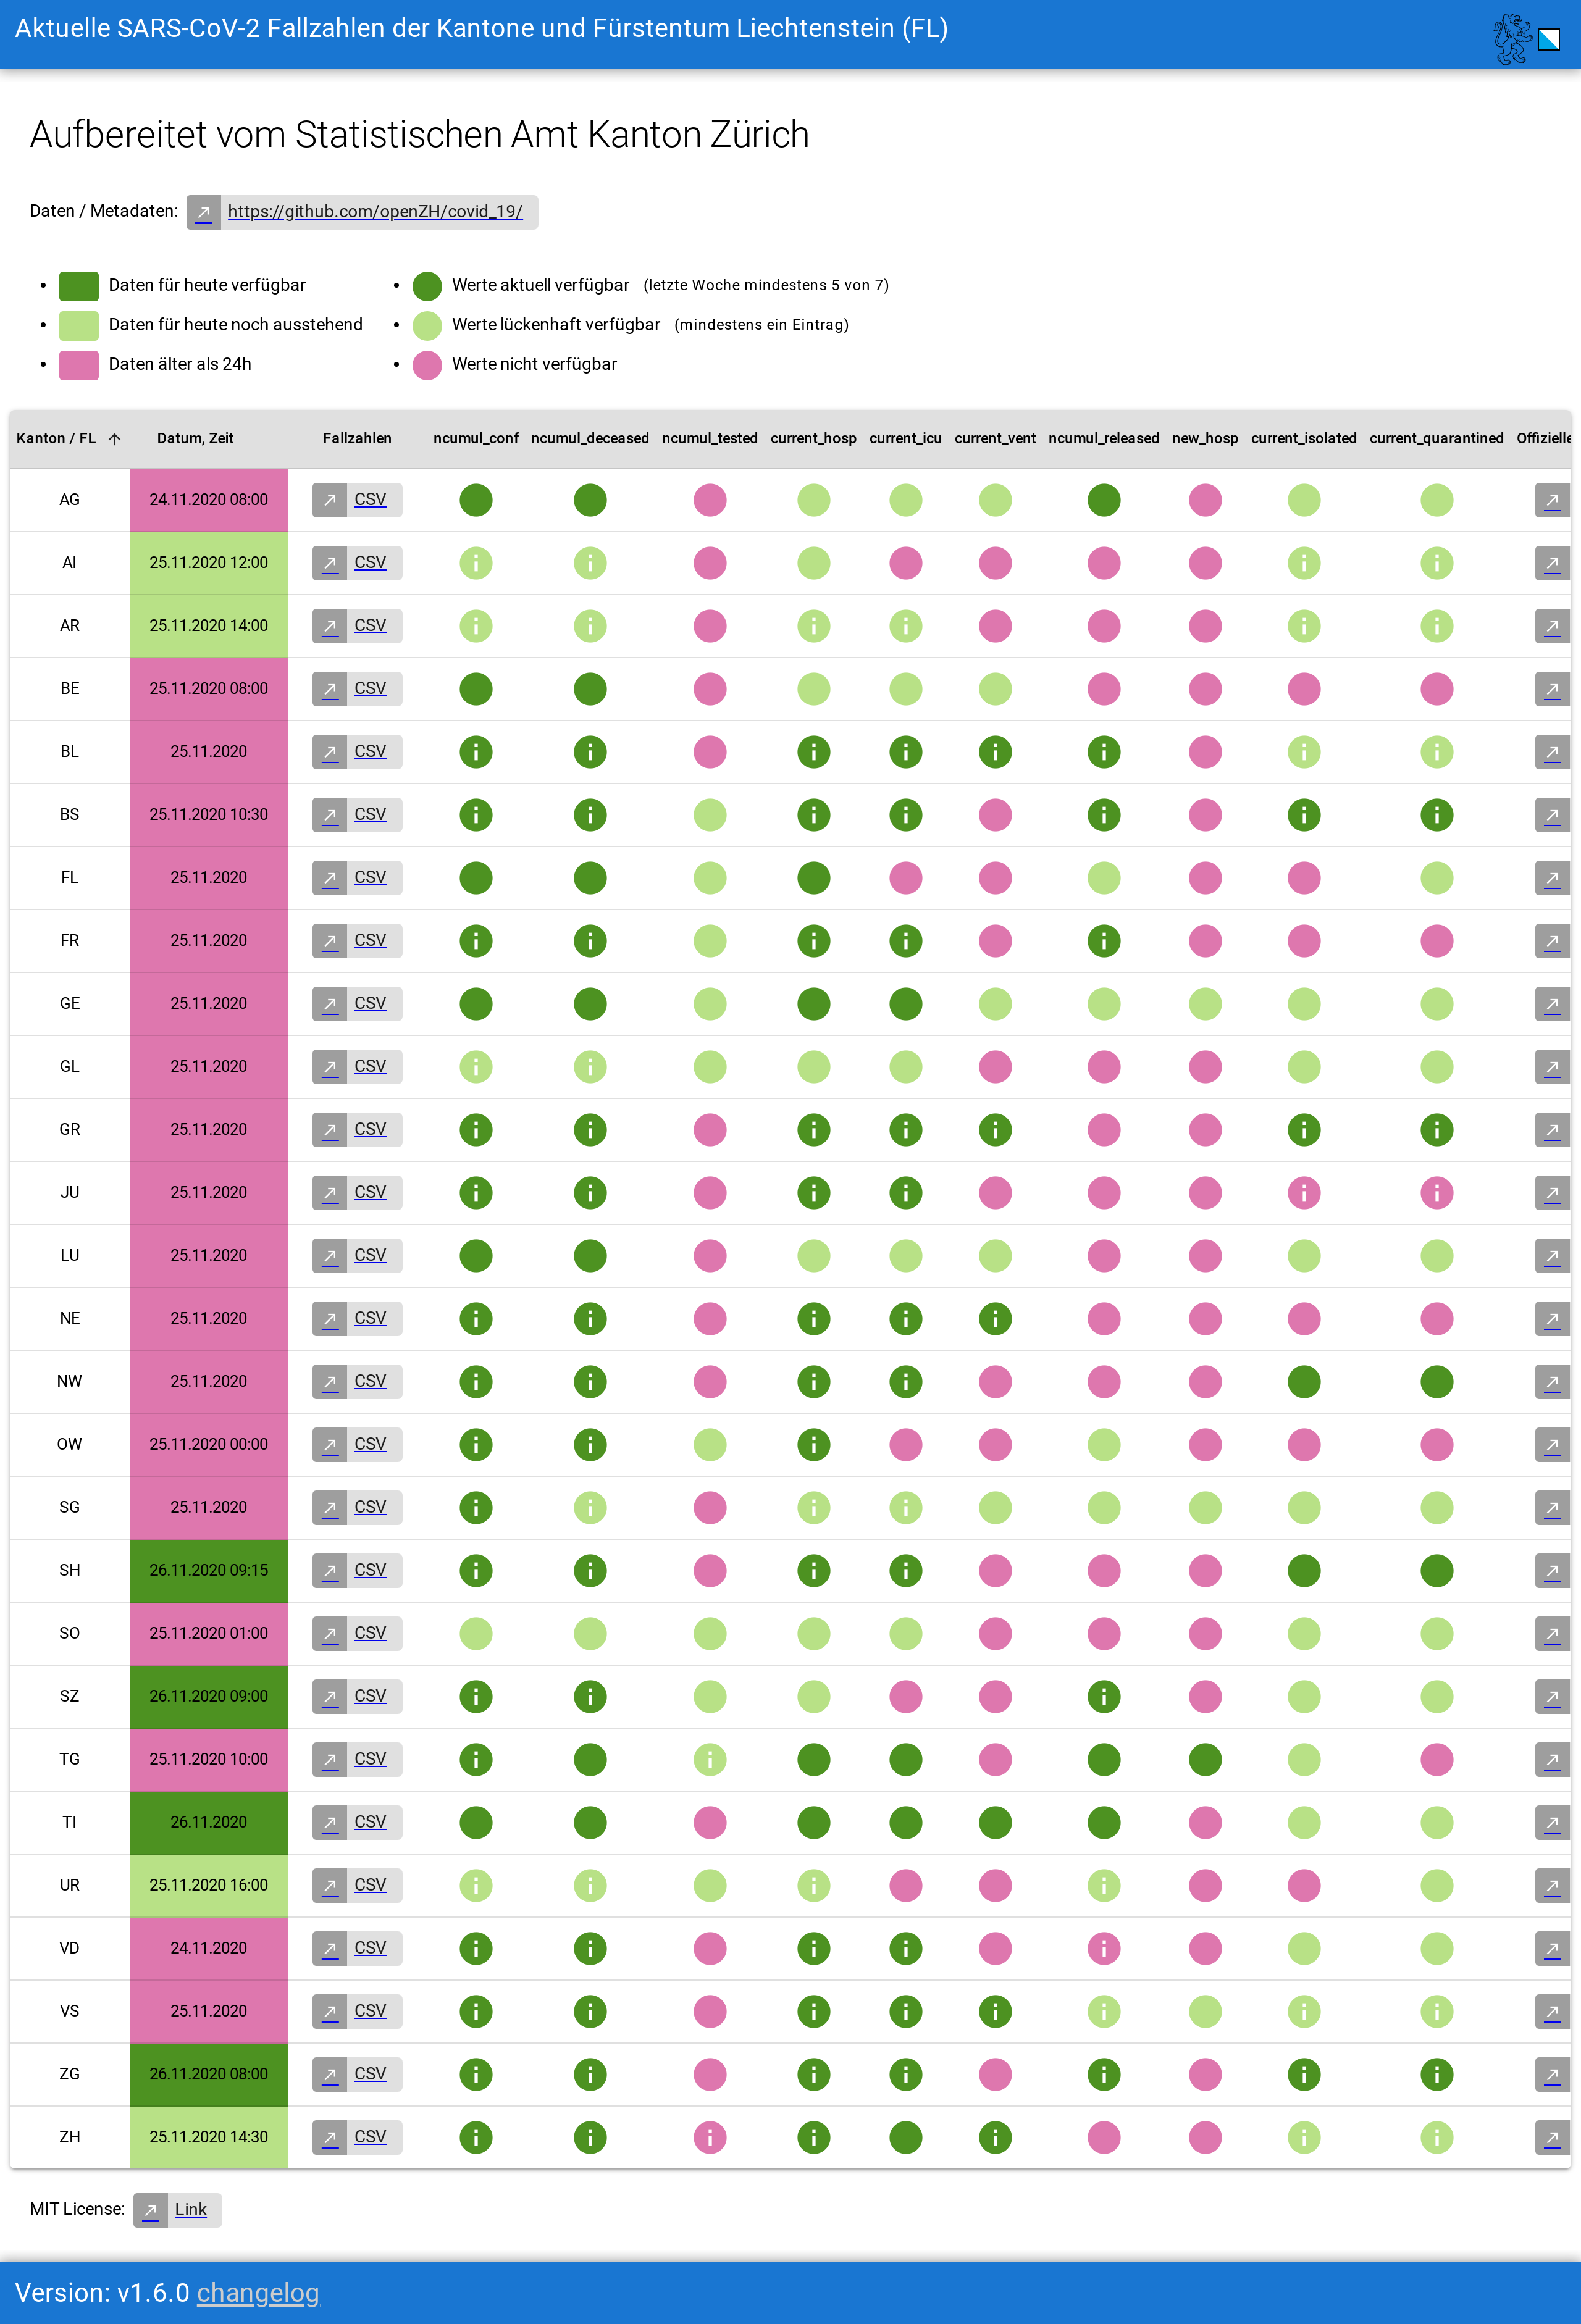 Aktuelle SARS-CoV-2 Fallzahlen der Kantone und Fürstentum Liechtenstein (FL)
Aufbereitet vom Statistischen Amt Kanton Zürich
Daten / Metadaten: https://github.com/openZH/covid_19/
Daten für heute verfügbar
Daten für heute noch ausstehend
Daten älter als 24h
Werte aktuell verfügbar (letzte Woche mindestens 5 von 7)
Werte lückenhaft verfügbar (mindestens ein Eintrag)
Werte nicht verfügbar
Kanton / FL Datum, Zeit Fallzahlen ncumul_conf ncumul_deceased ncumul_tested current_hosp current_icu current_vent ncumul_released new_hosp current_isolated current_quarantined Offizielle
AG 24.11.2020 08:00 CSV
AI 25.11.2020 12:00 CSV
AR 25.11.2020 14:00 CSV
BE 25.11.2020 08:00 CSV
BL 25.11.2020 CSV
BS 25.11.2020 10:30 CSV
FL 25.11.2020 CSV
FR 25.11.2020 CSV
GE 25.11.2020 CSV
GL 25.11.2020 CSV
GR 25.11.2020 CSV
JU 25.11.2020 CSV
LU 25.11.2020 CSV
NE 25.11.2020 CSV
NW 25.11.2020 CSV
OW 25.11.2020 00:00 CSV
SG 25.11.2020 CSV
SH 26.11.2020 09:15 CSV
SO 25.11.2020 01:00 CSV
SZ 26.11.2020 09:00 CSV
TG 25.11.2020 10:00 CSV
TI 26.11.2020 CSV
UR 25.11.2020 16:00 CSV
VD 24.11.2020 CSV
VS 25.11.2020 CSV
ZG 26.11.2020 08:00 CSV
ZH 25.11.2020 14:30 CSV
MIT License: Link
Version: v1.6.0 changelog